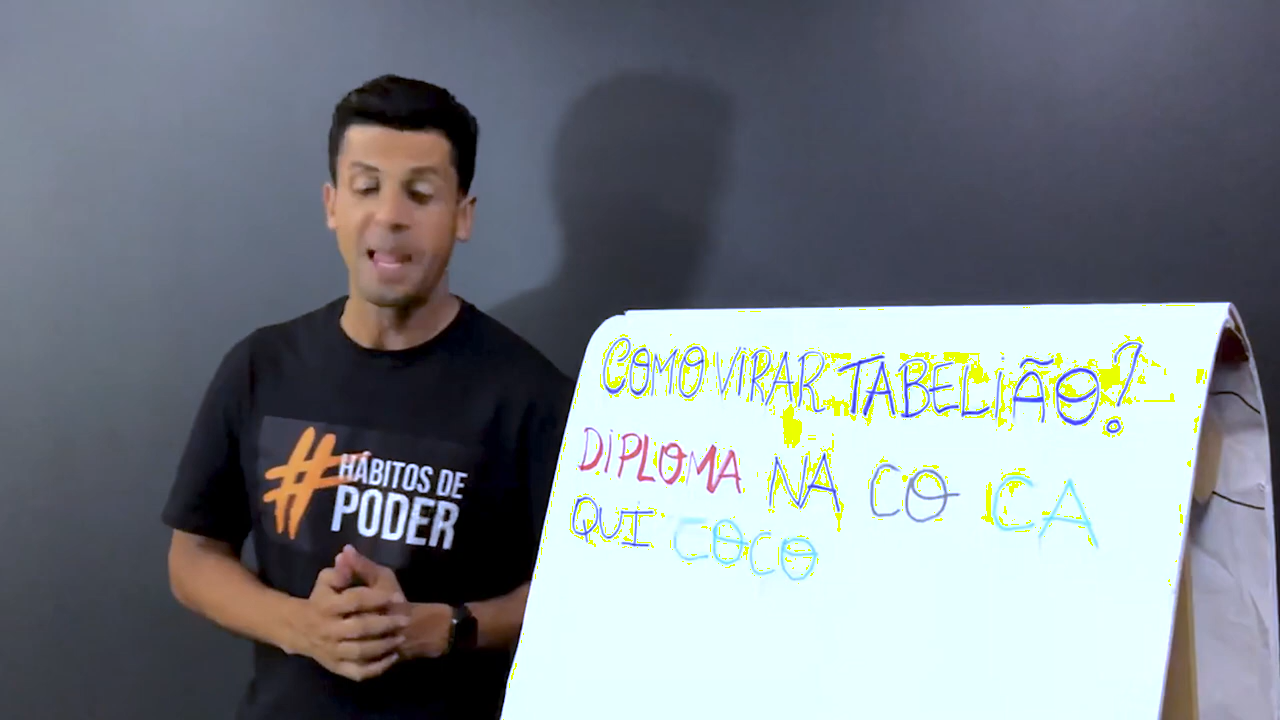 #HÁBITOS DE
PODER
COMO VIRAR TABELIÃO?
DIPLOMA NA CO CA
QUI COCO